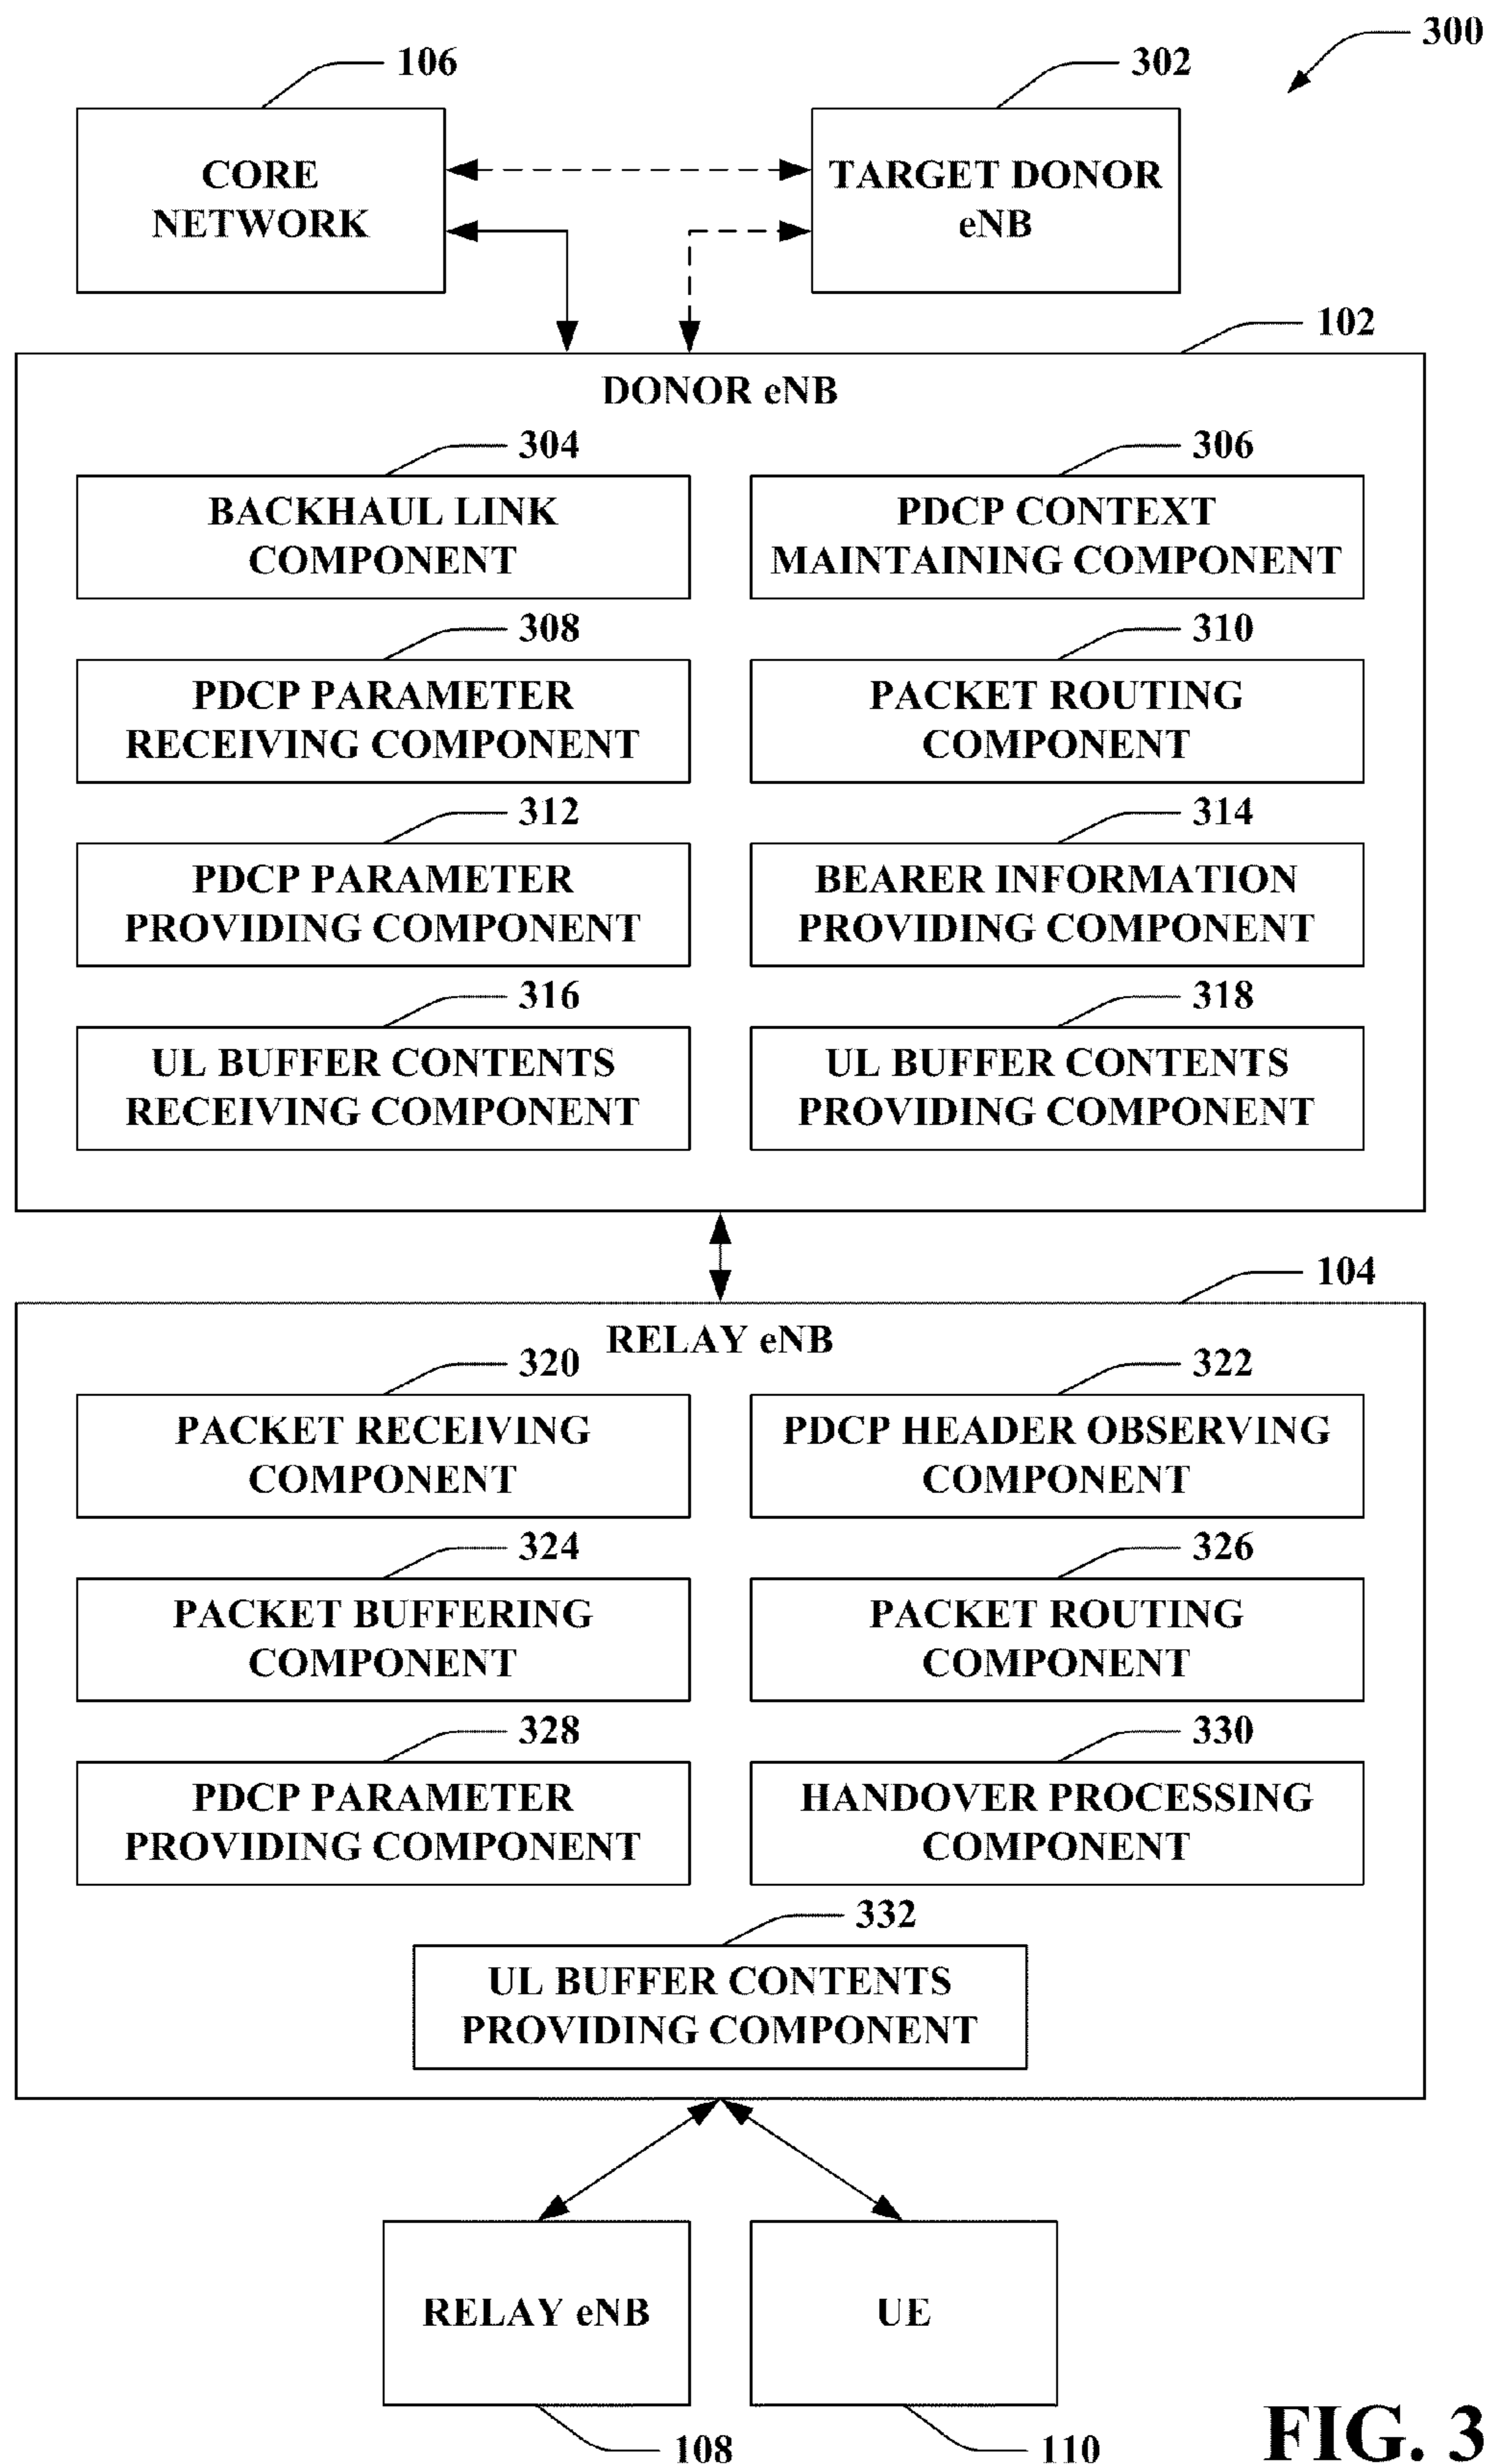 300
106
302
CORE
NETWORK
TARGET DONOR
eNB
102
DONOR eNB
304
306
BACKHAUL LINK
COMPONENT
PDCP CONTEXT
MAINTAINING COMPONENT
308
310
PDCP PARAMETER
RECEIVING COMPONENT
PACKET ROUTING
COMPONENT
312
314
PDCP PARAMETER
PROVIDING COMPONENT
BEARER INFORMATION
PROVIDING COMPONENT
316
318
UL BUFFER CONTENTS
RECEIVING COMPONENT
UL BUFFER CONTENTS
PROVIDING COMPONENT
104
RELAY eNB
320
322
PACKET RECEIVING
COMPONENT
PDCP HEADER OBSERVING
COMPONENT
324
326
PACKET BUFFERING
COMPONENT
PACKET ROUTING
COMPONENT
328
330
PDCP PARAMETER
PROVIDING COMPONENT
HANDOVER PROCESSING
COMPONENT
332
UL BUFFER CONTENTS
PROVIDING COMPONENT
RELAY eNB
UE
108
110
FIG. 3